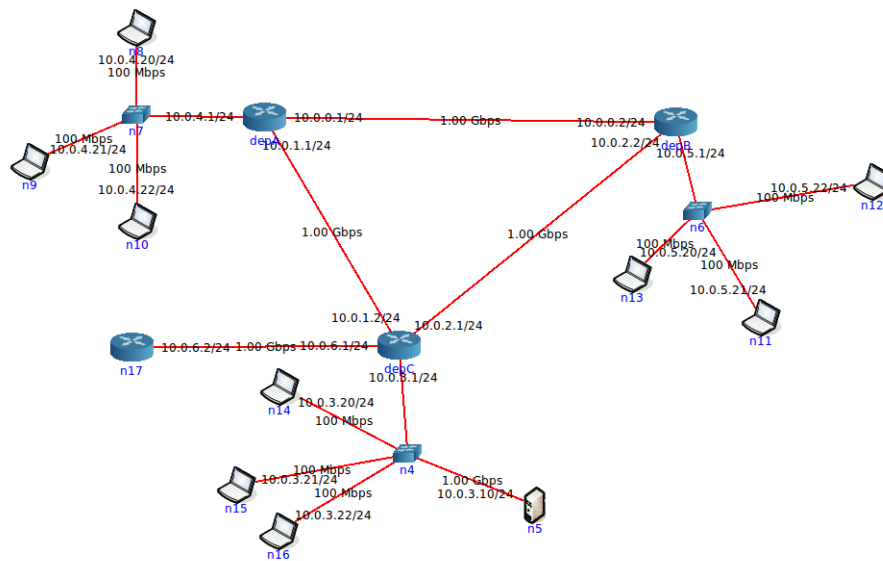 n8
10.0.4.20/24
100 Mbps
10.0.4.1/24
n7
depA
10.0.0.1/24
10.0.1.1/24
1.00 Gbps
10.0.0.2/24
10.0.2.2/24
depB
10.0.5.1/24
100 Mbps
10.0.4.21/24
n9
100 Mbps
10.0.4.22/24
n10
10.0.5.22/24
100 Mbps
n12
n6
100 Mbps
10.0.5.20/24
n13
100 Mbps
10.0.5.21/24
n11
1.00 Gbps
1.00 Gbps
10.0.1.2/24
10.0.2.1/24
n17
10.0.6.2/24
1.00 Gbps
10.0.6.1/24
depC
10.0.3.1/24
n14
10.0.3.20/24
100 Mbps
n4
100 Mbps
10.0.3.21/24
n15
100 Mbps
10.0.3.22/24
n16
1.00 Gbps
10.0.3.10/24
n5